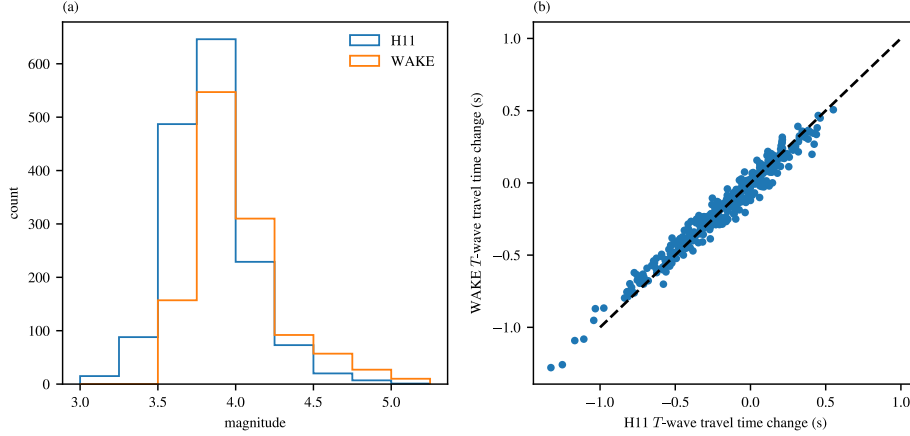 (a)
600
500
400
300
200
100
0
count
3.0 3.5 4.0 4.5 5.0
magnitude
H11
WAKE
(b)
1.0
0.5
0.0
−0.5
−1.0
WAKE T-wave travel time change (s)
−1.0 −0.5 0.0 0.5 1.0
H11 T-wave travel time change (s)